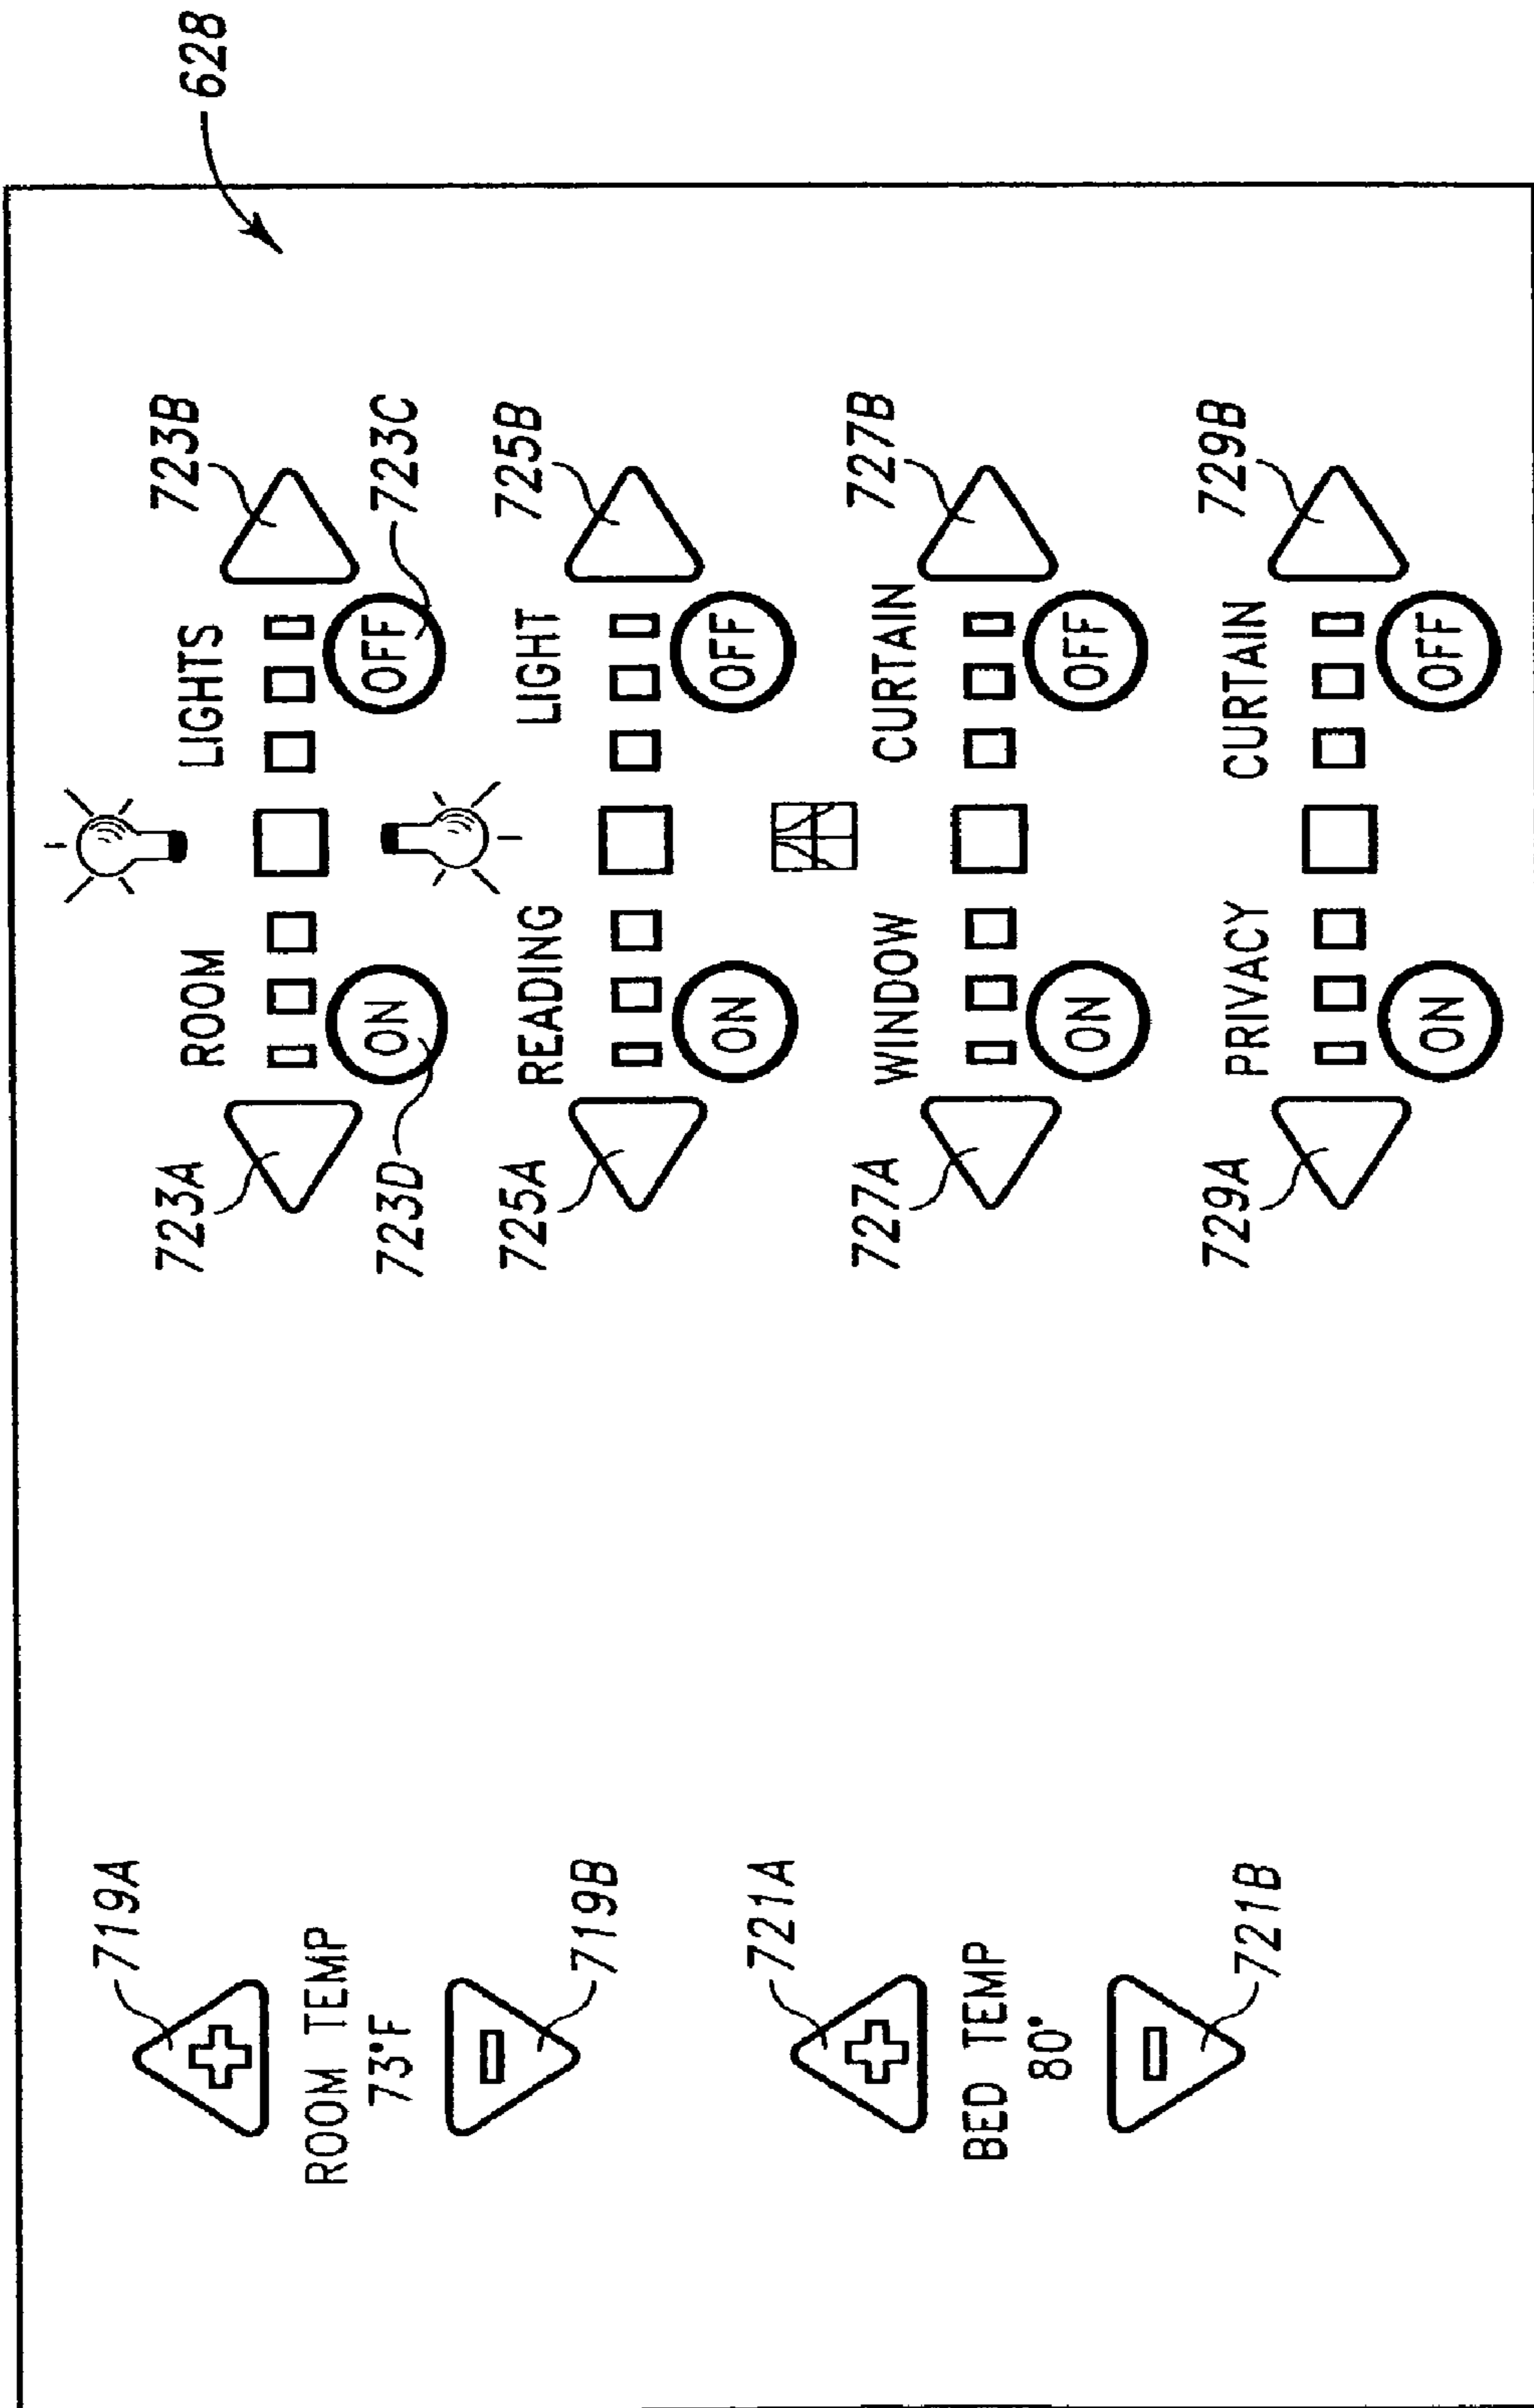 628
719A
ROOM TEMP
73°F
719B
721A
BED TEMP
80°
721B
723A
ROOM LIGHTS
723B
ON OFF
723D
723C
725A
READING LIGHT
725B
ON OFF
727A
WINDOW CURTAIN
727B
ON OFF
729A
PRIVACY CURTAIN
729B
ON OFF